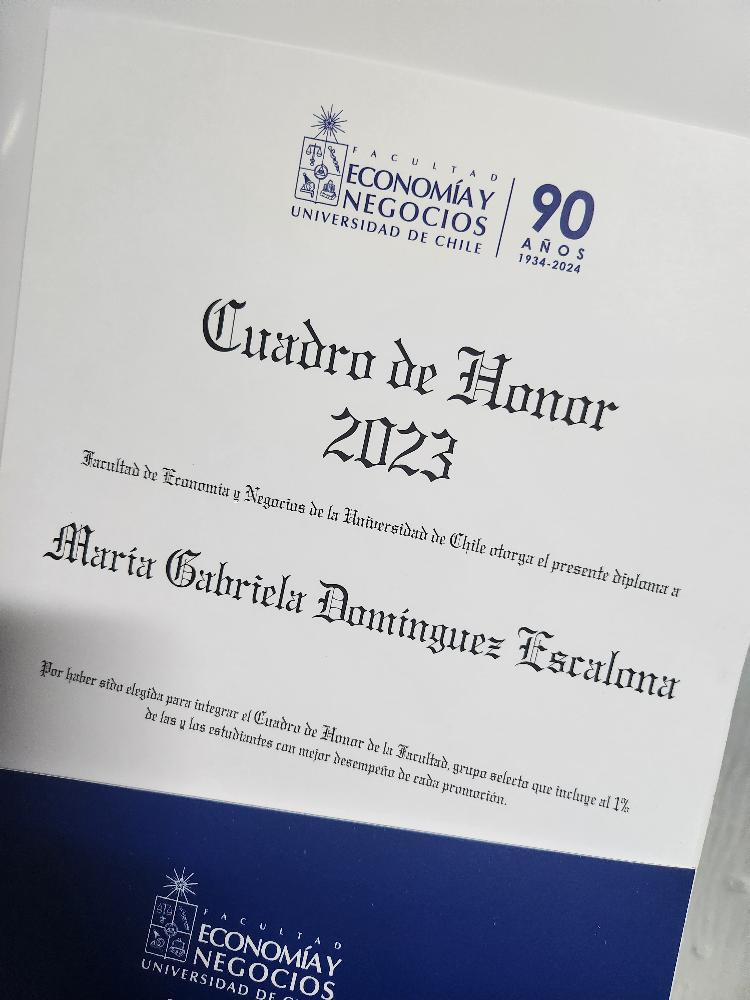 FACULTAD
ECONOMÍA Y
NEGOCIOS
UNIVERSIDAD DE CHILE
90
AÑOS
1934-2024
Cuadro de Honor
2023
Facultad de Economía y Negocios de la Universidad de Chile otorga el presente diploma a
María Gabriela Domínguez Escalona
Por haber sido elegida para integrar el Cuadro de Honor de la Facultad, grupo selecto que incluye al 1%
de las y los estudiantes con mejor desempeño de cada promoción.
FACULTAD
ECONOMÍA Y
NEGOCIOS
UNIVERSIDAD DE